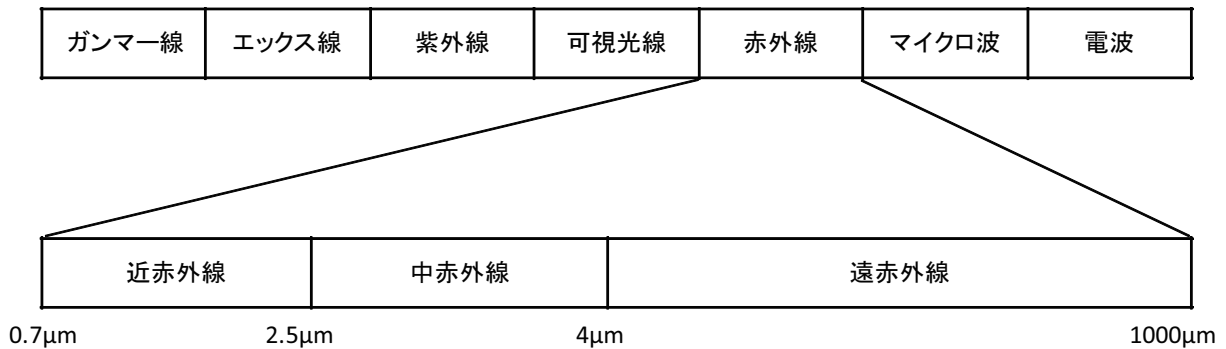 ガンマー線 エックス線 紫外線 可視光線 赤外線 マイクロ波 電波
近赤外線 中赤外線 遠赤外線
0.7μm 2.5μm 4μm 1000μm